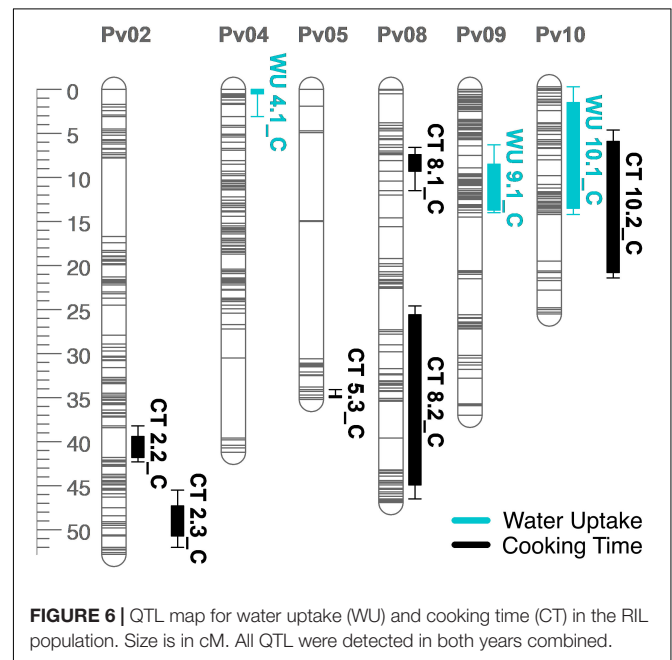 Pv02 Pv04 Pv05 Pv08 Pv09 Pv10
0
5
10
15
20
25
30
35
40
45
50
CT 2.2_C
CT 2.3_C
WU 4.1_C
CT 5.3_C
CT 8.1_C
CT 8.2_C
WU 9.1_C
WU 10.1_C
CT 10.2_C
Water Uptake
Cooking Time
FIGURE 6 | QTL map for water uptake (WU) and cooking time (CT) in the RIL
population. Size is in cM. All QTL were detected in both years combined.